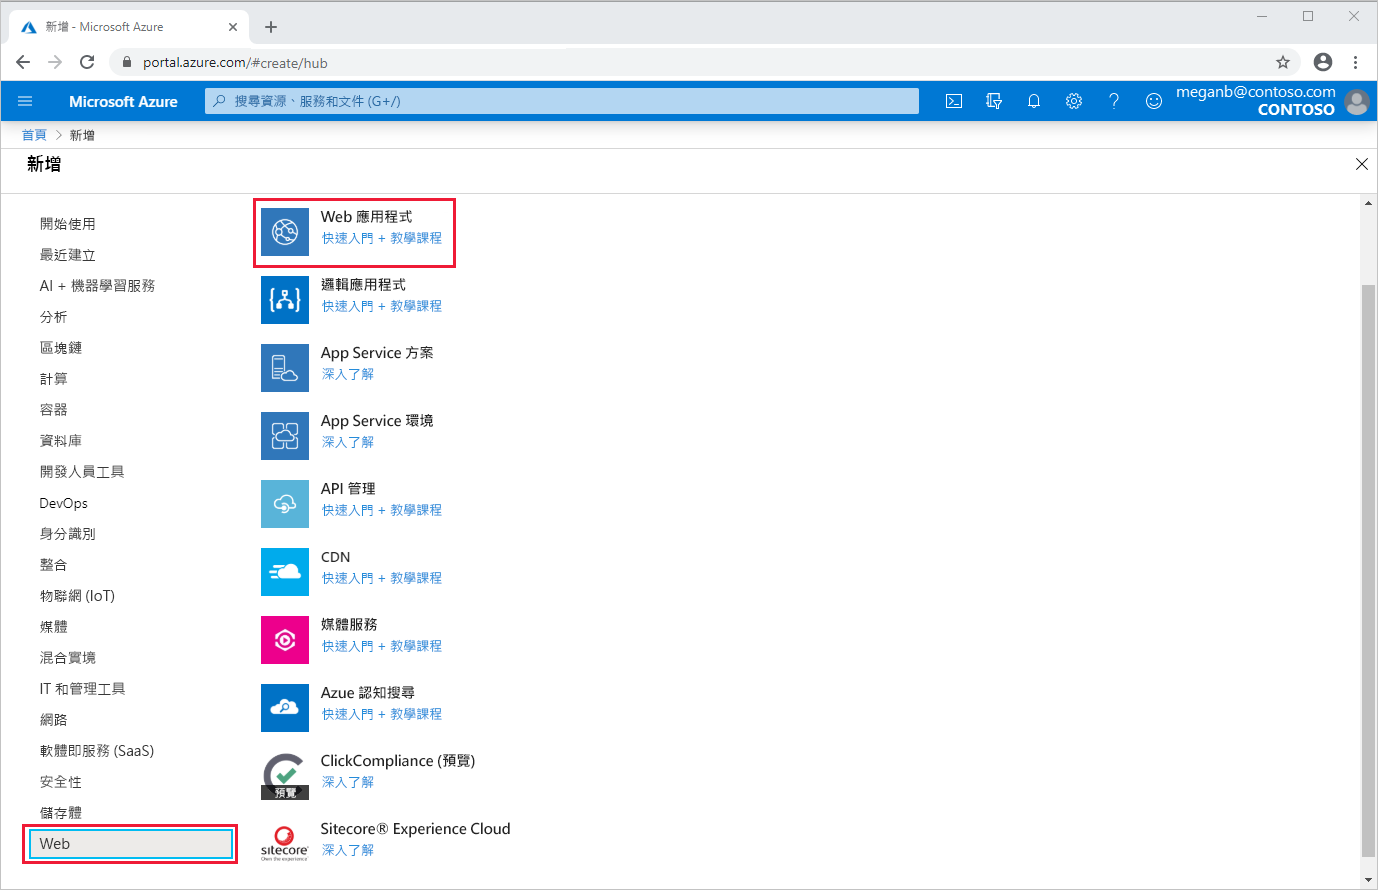 新增 - Microsoft Azure
portal.azure.com/#create/hub
Microsoft Azure
搜尋資源、服務和文件 (G+/)
meganb@contoso.com
CONTOSO
首頁 > 新增
新增
開始使用
最近建立
AI + 機器學習服務
分析
區塊鏈
計算
容器
資料庫
開發人員工具
DevOps
身分識別
整合
物聯網 (IoT)
媒體
混合實境
IT 和管理工具
網路
軟體即服務 (SaaS)
安全性
儲存體
Web
Web 應用程式
快速入門 + 教學課程
邏輯應用程式
快速入門 + 教學課程
App Service 方案
深入了解
App Service 環境
深入了解
API 管理
快速入門 + 教學課程
CDN
快速入門 + 教學課程
媒體服務
快速入門 + 教學課程
Azue 認知搜尋
快速入門 + 教學課程
預覽
ClickCompliance (預覽)
深入了解
sitecore
Own the experience
Sitecore® Experience Cloud
深入了解